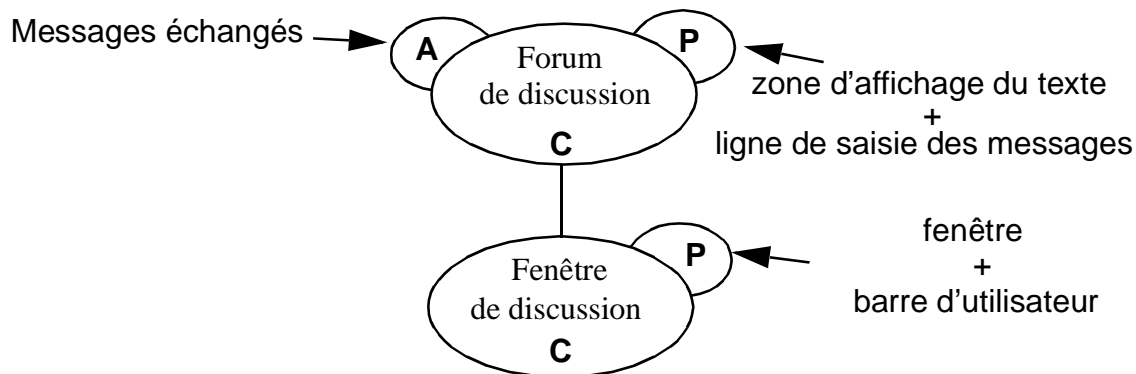 Messages échangés
A
Forum
de discussion
C
P
zone d'affichage du texte
+
ligne de saisie des messages
Fenêtre
de discussion
C
P
fenêtre
+
barre d'utilisateur